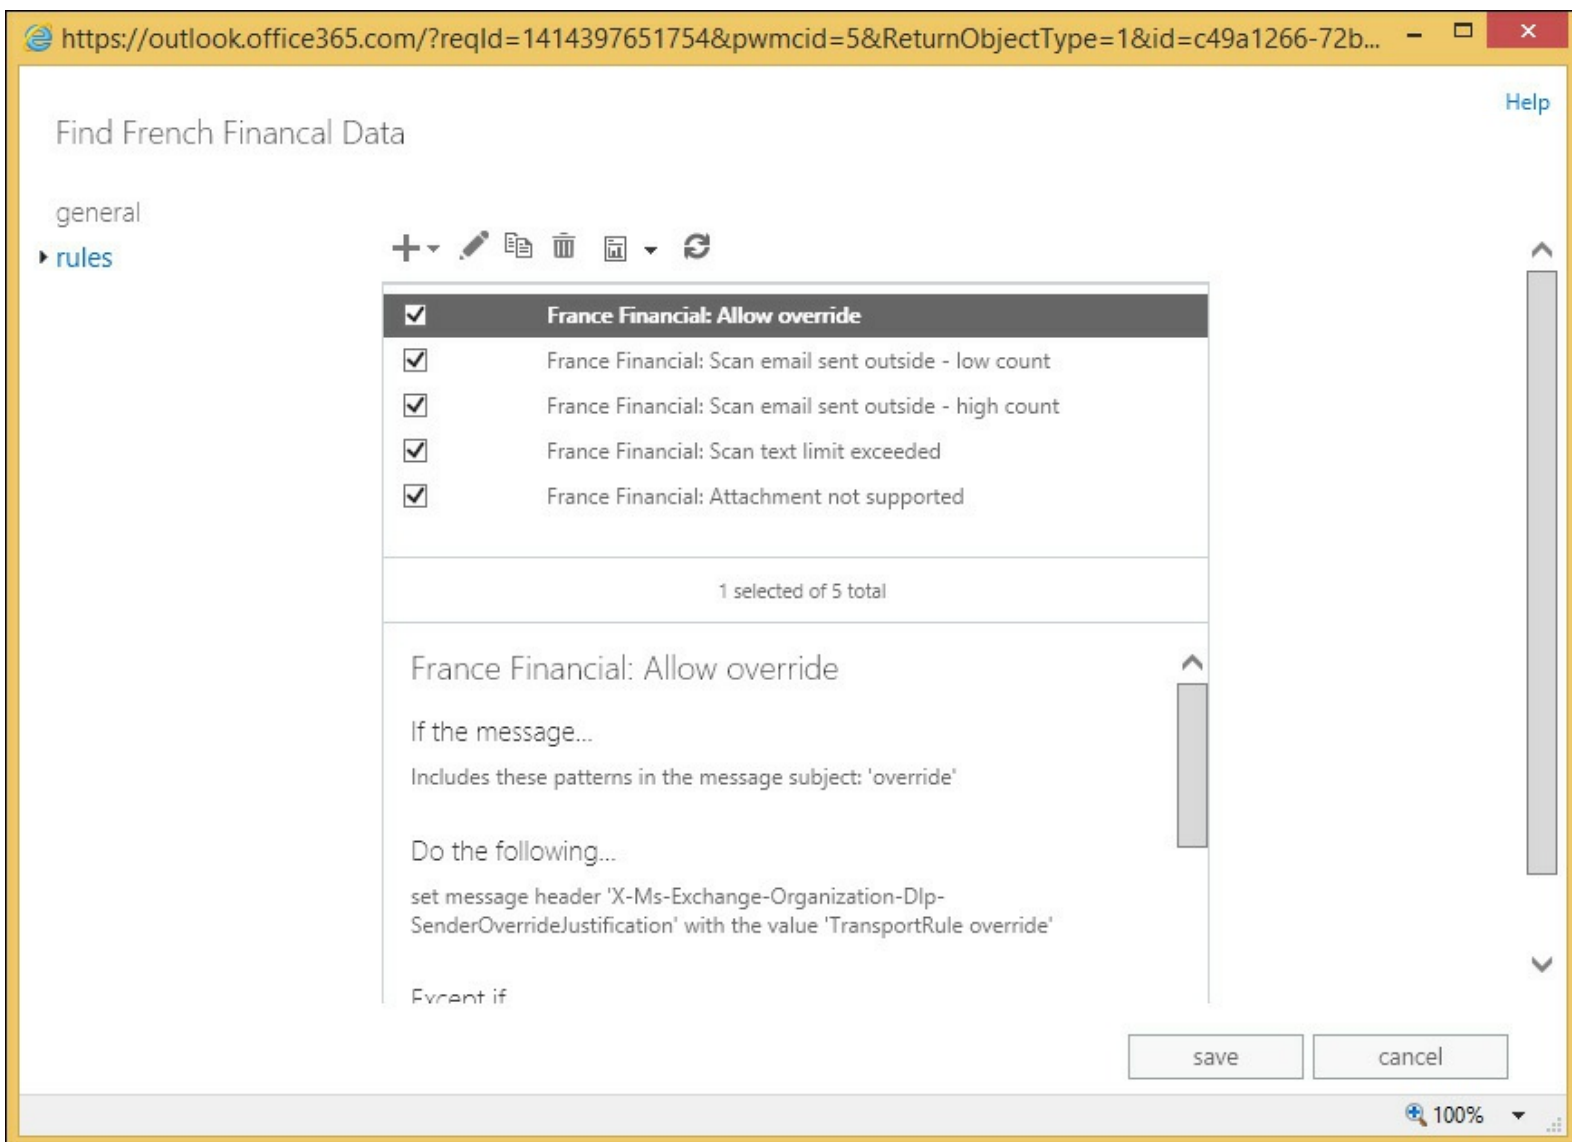 https://outlook.office365.com/?reqId=1414397651754&pwmcid=5&ReturnObjectType=1&id=c49a1266-72b...
Help
Find French Financal Data
general
rules
France Financial: Allow override
France Financial: Scan email sent outside - low count
France Financial: Scan email sent outside - high count
France Financial: Scan text limit exceeded
France Financial: Attachment not supported
1 selected of 5 total
France Financial: Allow override
If the message...
Includes these patterns in the message subject: 'override'
Do the following...
set message header 'X-Ms-Exchange-Organization-Dlp-
SenderOverrideJustification' with the value 'TransportRule override'
Except if
save
cancel
100%